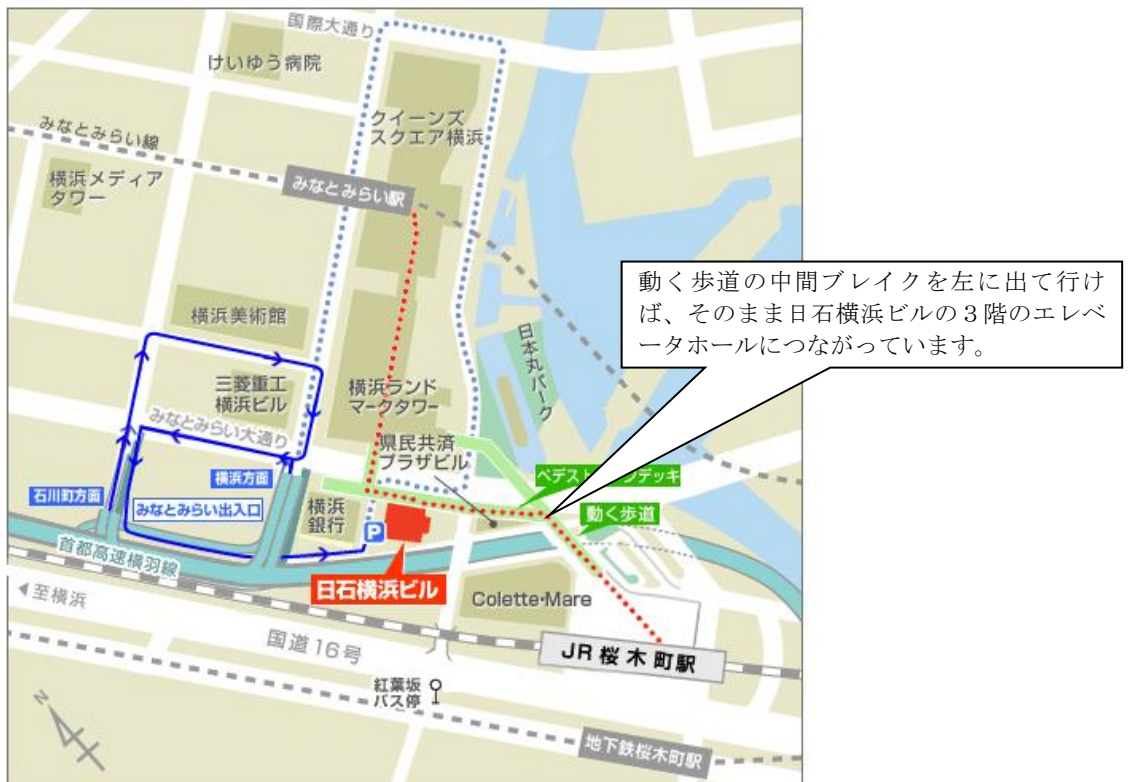 国際大通り
けいゆう病院
クイーンズ
スクエア横浜
みなとみらい線
横浜メディア
タワー
みなとみらい駅
動く歩道の中間ブレイクを左に出て行け
ば、そのまま日石横浜ビルの3階のエレベ
ータホールにつながっています。
横浜美術館
日本丸パーク
三菱重工
横浜ビル
横浜ランド
マークタワー
みなとみらい大通り
県民共済
プラザビル
ペデスト
ンデッキ
横浜方面
石川町方面
みなとみらい出入口
横浜
銀行
P
動く歩道
首都高速横羽線
日石横浜ビル
Colette・Mare
至横浜
国道16号
JR桜木町駅
紅葉坂
バス停
N
地下鉄桜木町駅